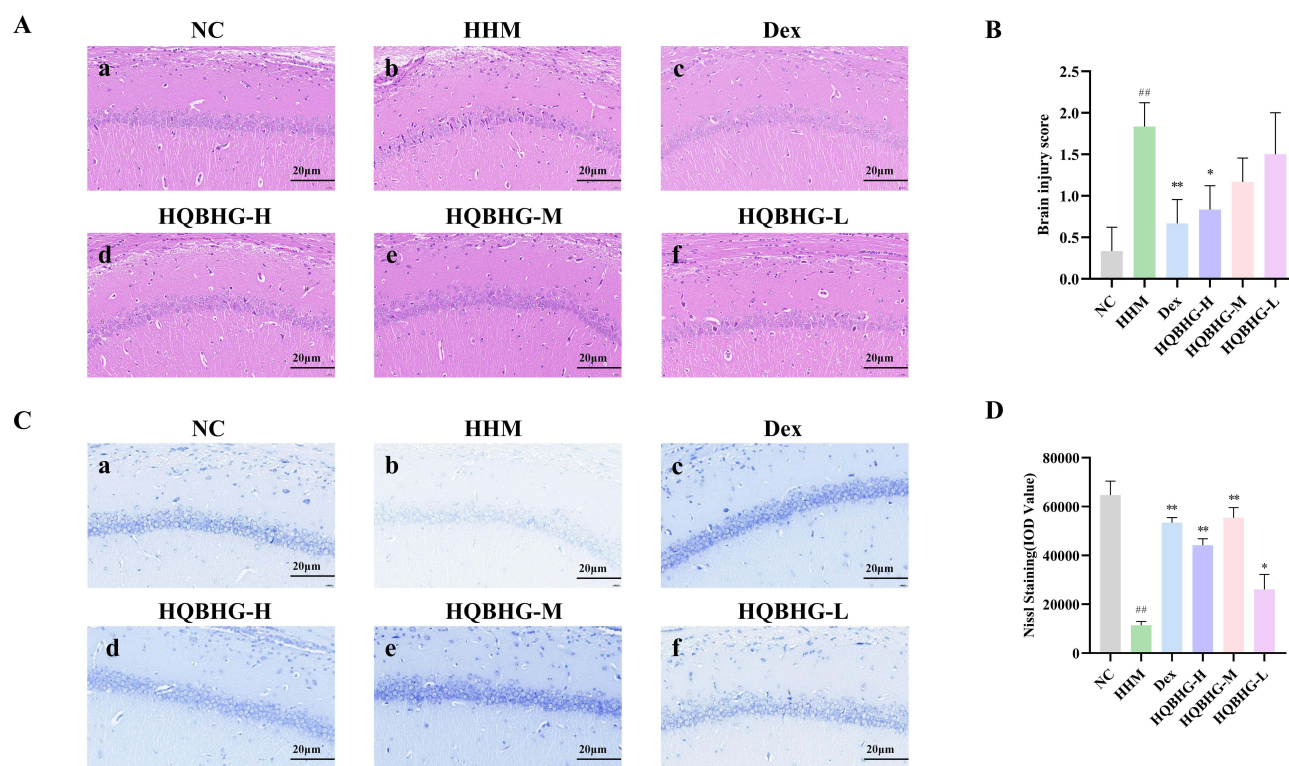 A
NC
HHM
Dex
a
b
c
20µm
20µm
20µm
HQBHG-H
HQBHG-M
HQBHG-L
d
e
f
20µm
20µm
20µm
B
2.5
2.0
1.5
1.0
0.5
0.0
Brain injury score
##
**
*
NC
HHM
Dex
HQBHG-H
HQBHG-M
HQBHG-L
C
NC
HHM
Dex
a
b
c
20µm
20µm
20µm
HQBHG-H
HQBHG-M
HQBHG-L
d
e
f
20µm
20µm
20µm
D
80000
60000
40000
20000
0
Nissl Staining(IOD Value)
##
**
**
**
*
NC
HHM
Dex
HQBHG-H
HQBHG-M
HQBHG-L